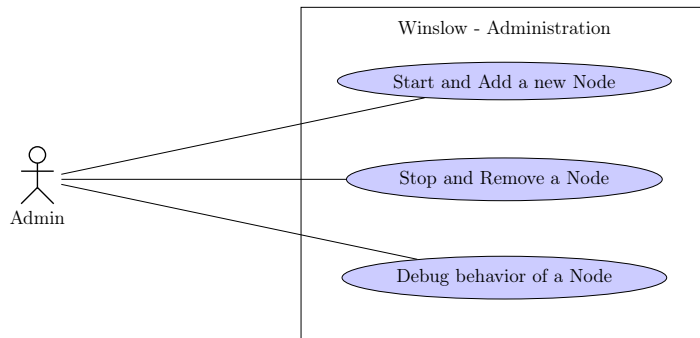 Winslow - Administration
Start and Add a new Node
Stop and Remove a Node
Admin
Debug behavior of a Node